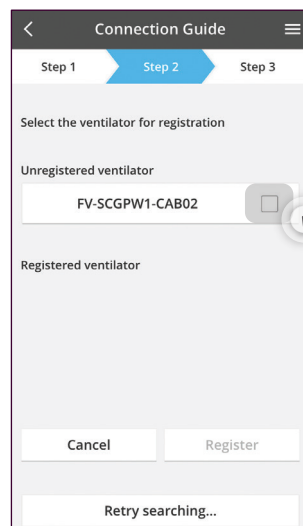 Connection Guide
Step 1 Step 2 Step 3
Select the ventilator for registration
Unregistered ventilator
FV-SCGPW1-CAB02
Registered ventilator
Cancel Register
Retry searching...